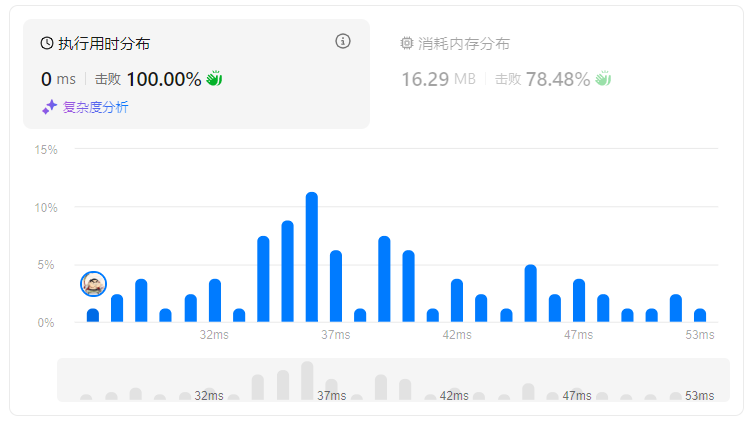 执行用时分布
0 ms 击败 100.00%
复杂度分析
消耗内存分布
16.29 MB 击败 78.48%
15%
10%
5%
0%
32ms 37ms 42ms 47ms 53ms
32ms 37ms 42ms 47ms 53ms